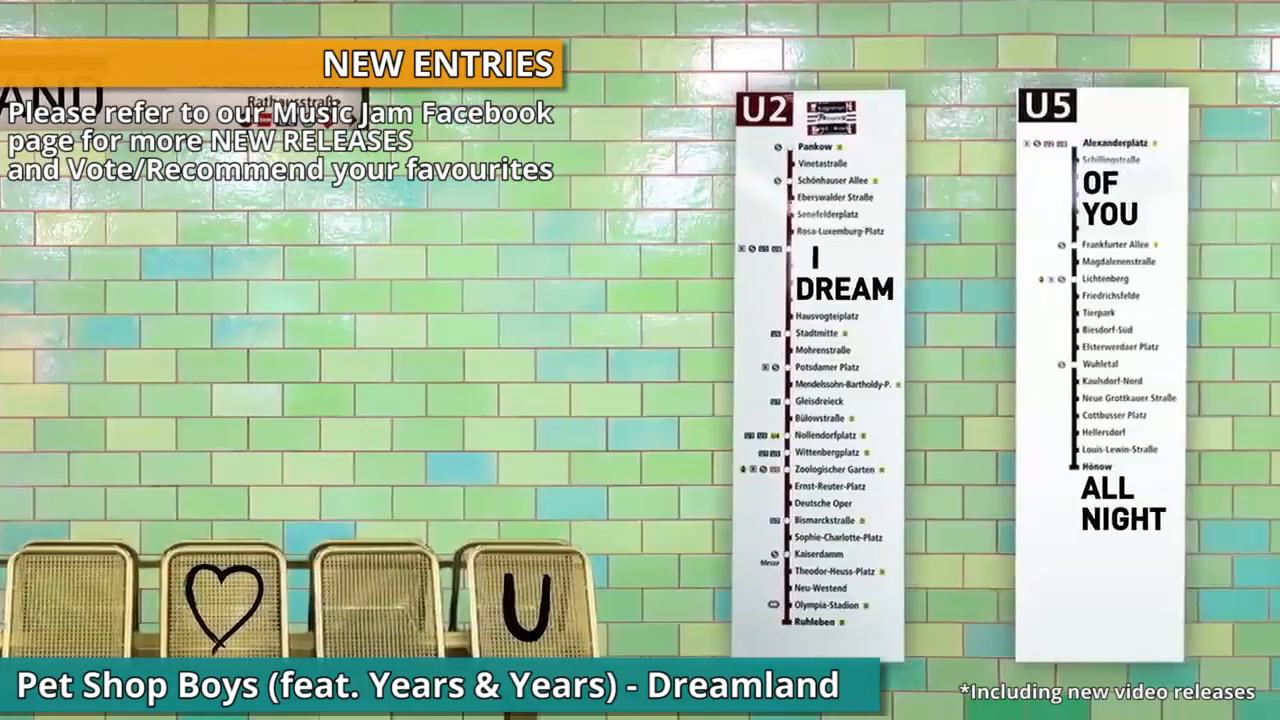 NEW ENTRIES
AND
Rathausstraße
Please refer to our Music Jam Facebook
page for more NEW RELEASES
and Vote/Recommend your favourites
U2
Pankow
Vinetastraße
Schönhauser Allee
Eberswalder Straße
Senefelderplatz
Rosa-Luxemburg-Platz
I
DREAM
Hausvogteiplatz
Stadtmitte
Mohrenstraße
Potsdamer Platz
Mendelssohn-Bartholdy-P.
Gleisdreieck
Bülowstraße
Nollendorfplatz
Wittenbergplatz
Zoologischer Garten
Ernst-Reuter-Platz
Deutsche Oper
Bismarckstraße
Sophie-Charlotte-Platz
Kaiserdamm
Messe
Theodor-Heuss-Platz
Neu-Westend
Olympia-Stadion
Ruhleben
U5
Alexanderplatz
Schillingstraße
OF
YOU
Frankfurter Allee
Magdalenenstraße
Lichtenberg
Friedrichsfelde
Tierpark
Biesdorf-Süd
Elsterwerdaer Platz
Wuhletal
Kaulsdorf-Nord
Neue Grottkauer Straße
Cottbusser Platz
Hellersdorf
Louis-Lewin-Straße
Hönow
ALL
NIGHT
U
Pet Shop Boys (feat. Years & Years) - Dreamland
*Including new video releases